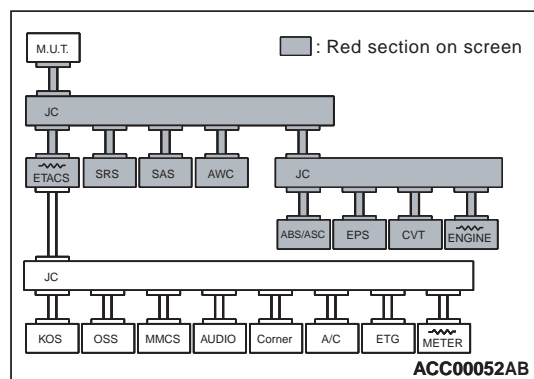 M.U.T.
: Red section on screen
JC
ETACS
SRS
SAS
AWC
JC
ABS/ASC
EPS
CVT
ENGINE
JC
KOS
OSS
MMCS
AUDIO
Corner
A/C
ETG
METER
ACC00052AB